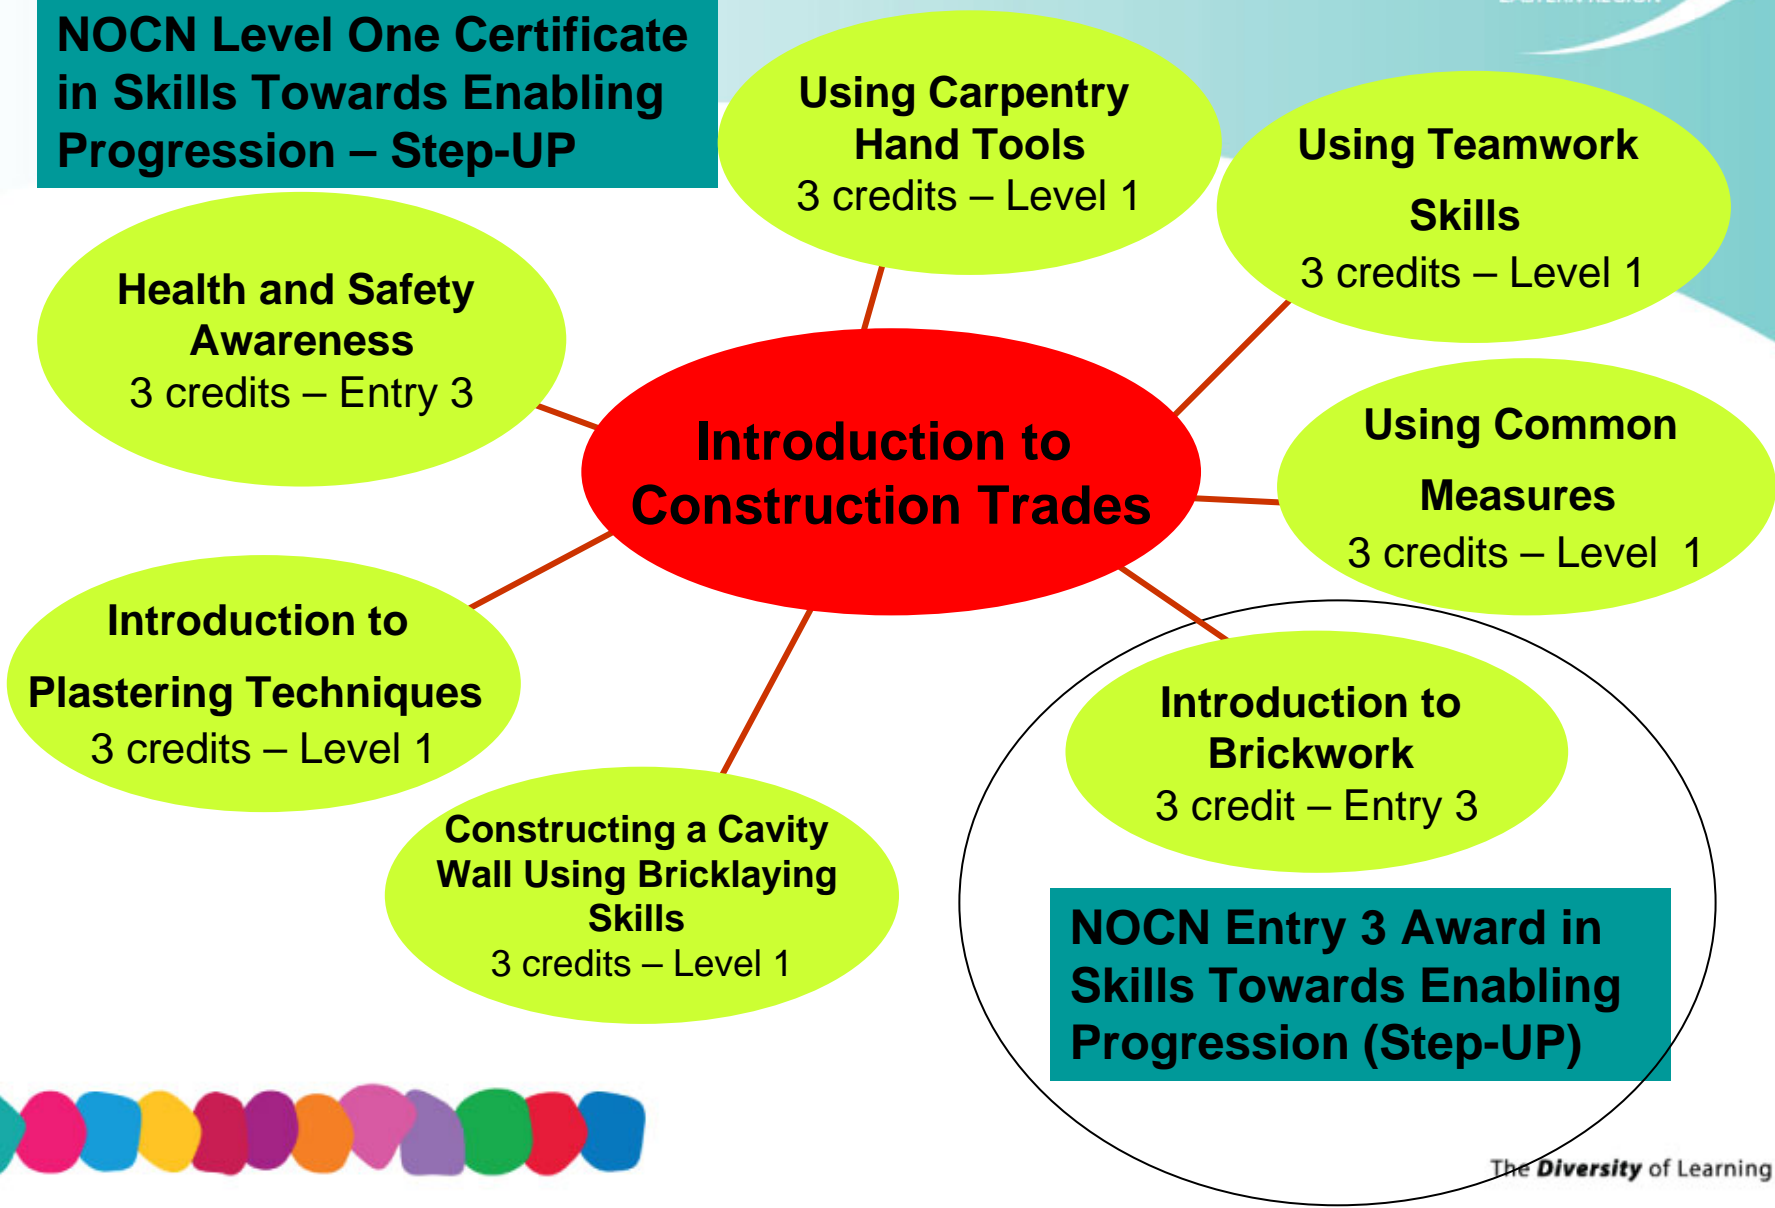 NOCN Level One Certificate
in Skills Towards Enabling
Progression – Step-UP
EASTERN REGION
Using Carpentry
Hand Tools
3 credits – Level 1
Using Teamwork
Skills
3 credits – Level 1
Health and Safety
Awareness
3 credits – Entry 3
Introduction to
Construction Trades
Using Common
Measures
3 credits – Level 1
Introduction to
Plastering Techniques
3 credits – Level 1
Introduction to
Brickwork
3 credit – Entry 3
Constructing a Cavity
Wall Using Bricklaying
Skills
3 credits – Level 1
NOCN Entry 3 Award in
Skills Towards Enabling
Progression (Step-UP)
The Diversity of Learning